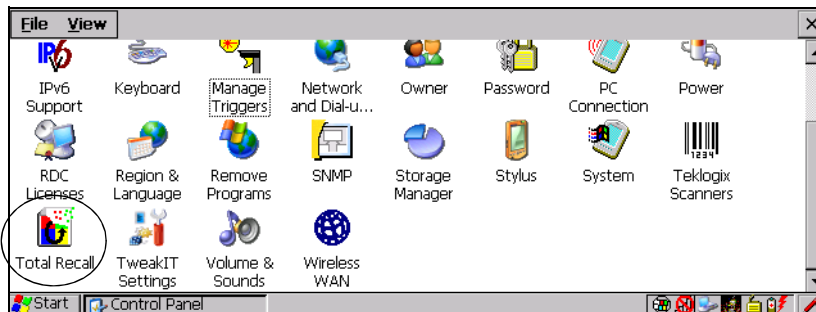 File View
IPv6 Support
Keyboard
Manage Triggers
Network and Dial-u...
Owner
Password
PC Connection
Power
RDC Licenses
Region & Language
Remove Programs
SNMP
Storage Manager
Stylus
System
1234
Teklogix Scanners
Total Recall
TweakIT Settings
Volume & Sounds
Wireless WAN
Start Control Panel